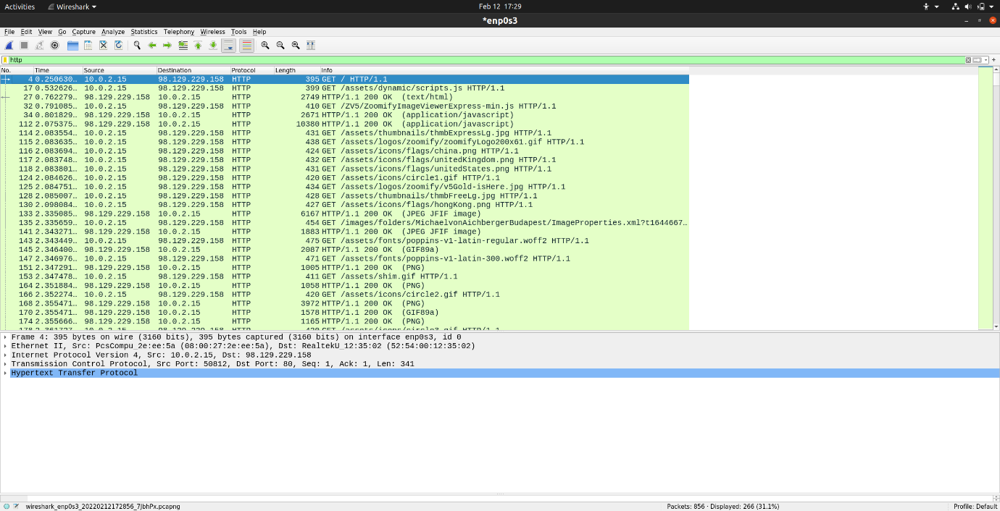 Activities Wireshark Feb 12 17:29
*enp0s3
File Edit View Go Capture Analyze Statistics Telephony Wireless Tools Help
http
No. Time Source Destination Protocol Length Info
4 0.250630… 10.0.2.15 98.129.229.158 HTTP 395 GET / HTTP/1.1
17 0.532626… 10.0.2.15 98.129.229.158 HTTP 399 GET /assets/dynamic/scripts.js HTTP/1.1
27 0.762279… 98.129.229.158 10.0.2.15 HTTP 2749 HTTP/1.1 200 OK (text/html)
32 0.791085… 10.0.2.15 98.129.229.158 HTTP 410 GET /ZV5/ZoomifyImageViewerExpress-min.js HTTP/1.1
34 0.801829… 98.129.229.158 10.0.2.15 HTTP 2671 HTTP/1.1 200 OK (application/javascript)
112 2.075375… 98.129.229.158 10.0.2.15 HTTP 10380 HTTP/1.1 200 OK (application/javascript)
114 2.083554… 10.0.2.15 98.129.229.158 HTTP 431 GET /assets/thumbnails/thmbExpressLg.jpg HTTP/1.1
115 2.083635… 10.0.2.15 98.129.229.158 HTTP 438 GET /assets/logos/zoomify/zoomifyLogo200x61.gif HTTP/1.1
116 2.083694… 10.0.2.15 98.129.229.158 HTTP 424 GET /assets/icons/flags/china.png HTTP/1.1
117 2.083748… 10.0.2.15 98.129.229.158 HTTP 432 GET /assets/icons/flags/unitedKingdom.png HTTP/1.1
118 2.083801… 10.0.2.15 98.129.229.158 HTTP 431 GET /assets/icons/flags/unitedStates.png HTTP/1.1
124 2.084626… 10.0.2.15 98.129.229.158 HTTP 420 GET /assets/icons/circle1.gif HTTP/1.1
125 2.084751… 10.0.2.15 98.129.229.158 HTTP 434 GET /assets/logos/zoomify/v5Gold-isHere.jpg HTTP/1.1
128 2.085007… 10.0.2.15 98.129.229.158 HTTP 428 GET /assets/thumbnails/thmbFreeLg.jpg HTTP/1.1
130 2.098084… 10.0.2.15 98.129.229.158 HTTP 427 GET /assets/icons/flags/hongKong.png HTTP/1.1
133 2.335085… 98.129.229.158 10.0.2.15 HTTP 6167 HTTP/1.1 200 OK (JPEG JFIF image)
135 2.335659… 10.0.2.15 98.129.229.158 HTTP 454 GET /images/folders/MichaelvonAichbergerBudapest/ImageProperties.xml?t1644667…
141 2.343271… 98.129.229.158 10.0.2.15 HTTP 1883 HTTP/1.1 200 OK (JPEG JFIF image)
143 2.343449… 10.0.2.15 98.129.229.158 HTTP 475 GET /assets/fonts/poppins-v1-latin-regular.woff2 HTTP/1.1
145 2.346400… 98.129.229.158 10.0.2.15 HTTP 2087 HTTP/1.1 200 OK (GIF89a)
147 2.346976… 10.0.2.15 98.129.229.158 HTTP 471 GET /assets/fonts/poppins-v1-latin-300.woff2 HTTP/1.1
151 2.347291… 98.129.229.158 10.0.2.15 HTTP 1005 HTTP/1.1 200 OK (PNG)
153 2.347478… 10.0.2.15 98.129.229.158 HTTP 411 GET /assets/shim.gif HTTP/1.1
164 2.351884… 98.129.229.158 10.0.2.15 HTTP 1058 HTTP/1.1 200 OK (PNG)
166 2.352274… 10.0.2.15 98.129.229.158 HTTP 420 GET /assets/icons/circle2.gif HTTP/1.1
168 2.355471… 98.129.229.158 10.0.2.15 HTTP 3972 HTTP/1.1 200 OK (PNG)
170 2.355471… 98.129.229.158 10.0.2.15 HTTP 1578 HTTP/1.1 200 OK (GIF89a)
174 2.355666… 98.129.229.158 10.0.2.15 HTTP 1165 HTTP/1.1 200 OK (PNG)
Frame 4: 395 bytes on wire (3160 bits), 395 bytes captured (3160 bits) on interface enp0s3, id 0
Ethernet II, Src: PcsCompu_2e:ee:5a (08:00:27:2e:ee:5a), Dst: RealtekU_12:35:02 (52:54:00:12:35:02)
Internet Protocol Version 4, Src: 10.0.2.15, Dst: 98.129.229.158
Transmission Control Protocol, Src Port: 50812, Dst Port: 80, Seq: 1, Ack: 1, Len: 341
Hypertext Transfer Protocol
wireshark_enp0s3_20220212172856_7JbhPx.pcapng Packets: 856 · Displayed: 266 (31.1%) Profile: Default